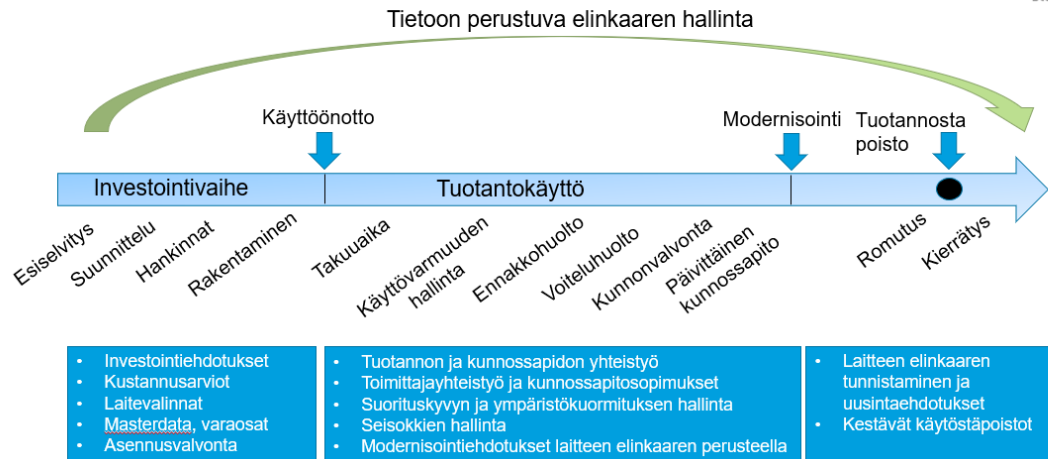 Tietoon perustuva elinkaaren hallinta
Käyttöönotto
Modernisointi
Tuotannosta
poisto
Investointivaihe
Tuotantokäyttö
Esiselvitys
Suunnittelu
Hankinnat
Rakentaminen
Takuuaika
Käyttövarmuuden
hallinta
Ennakkohuolto
Voiteluhuolto
Kunnonvalvonta
Päivittäinen
kunnossapito
Romutus
Kierrätys
• Investointiehdotukset
• Kustannusarviot
• Laitevalinnat
• Masterdata, varaosat
• Asennusvalvonta
• Tuotannon ja kunnossapidon yhteistyö
• Toimittajayhteistyö ja kunnossapitosopimukset
• Suorituskyvyn ja ympäristökuormituksen hallinta
• Seisokkien hallinta
• Modernisointiehdotukset laitteen elinkaaren perusteella
• Laitteen elinkaaren
tunnistaminen ja
uusintaehdotukset
• Kestävät käytöstäpoistot